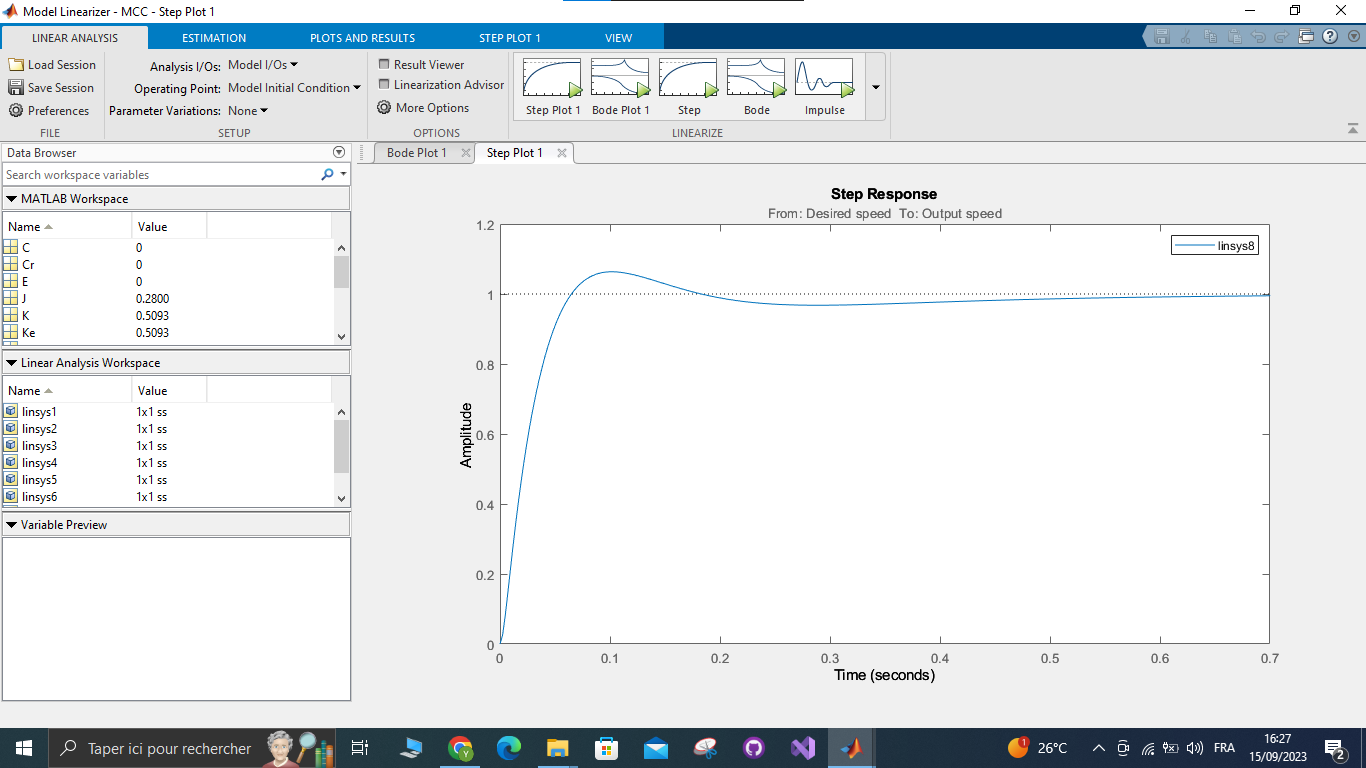 Model Linearizer - MCC - Step Plot 1
LINEAR ANALYSIS ESTIMATION PLOTS AND RESULTS STEP PLOT 1 VIEW
Load Session
Save Session
Preferences
FILE
Analysis I/Os: Model I/Os
Operating Point: Model Initial Condition
Parameter Variations: None
SETUP
Result Viewer
Linearization Advisor
More Options
OPTIONS
Step Plot 1 Bode Plot 1 Step Bode Impulse
LINEARIZE
Data Browser
Search workspace variables
MATLAB Workspace
Name Value
C 0
Cr 0
E 0
J 0.2800
K 0.5093
Ke 0.5093
Linear Analysis Workspace
Name Value
linsys1 1x1 ss
linsys2 1x1 ss
linsys3 1x1 ss
linsys4 1x1 ss
linsys5 1x1 ss
linsys6 1x1 ss
Variable Preview
Bode Plot 1 Step Plot 1
Step Response
From: Desired speed To: Output speed
linsys8
1.2
1
0.8
0.6
0.4
0.2
0
Amplitude
0 0.1 0.2 0.3 0.4 0.5 0.6 0.7
Time (seconds)
Taper ici pour rechercher
1
26°C
FRA
16:27
15/09/2023
2